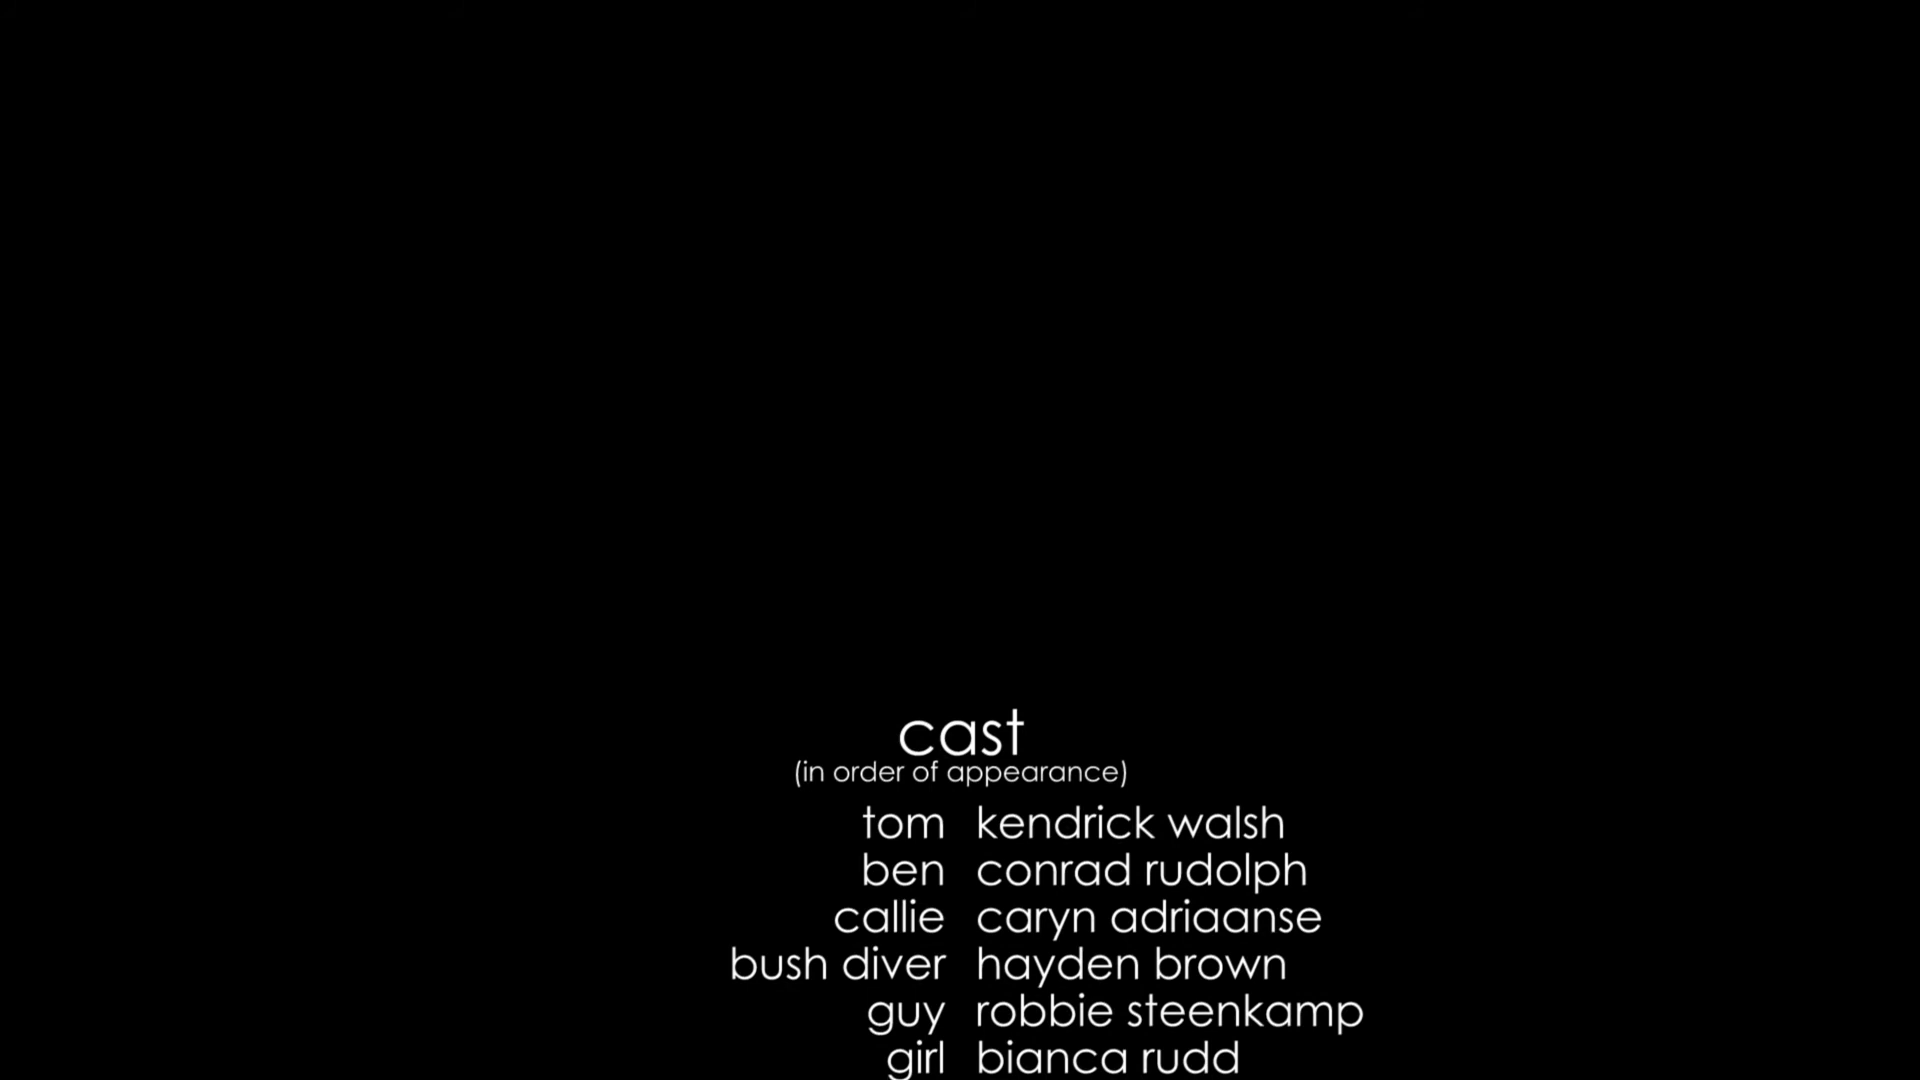 cast
(in order of appearance)
tom kendrick walsh
ben conrad rudolph
callie caryn adriaanse
bush diver hayden brown
guy robbie steenkamp
girl bianca rudd